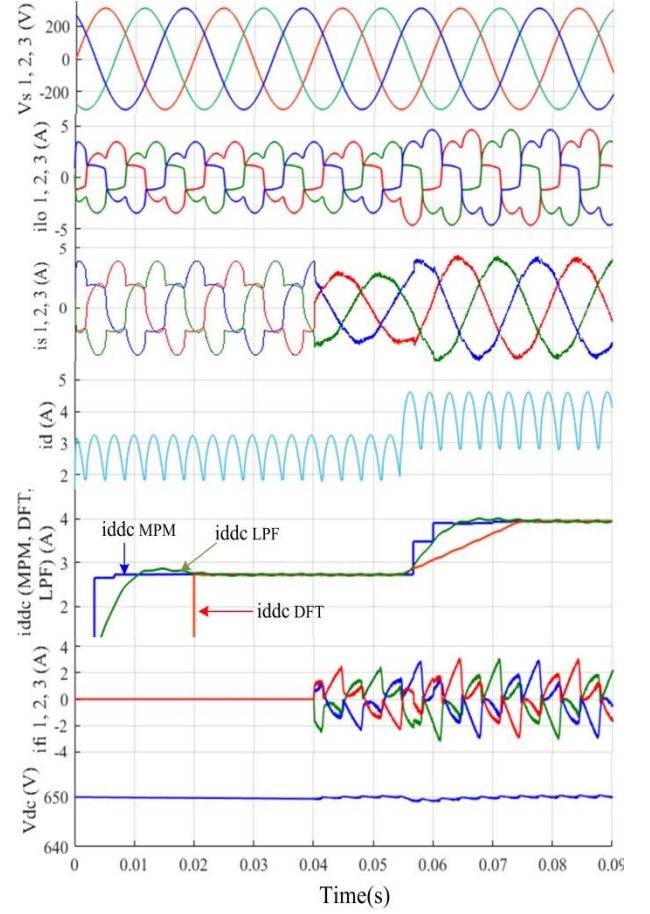 Vs 1, 2, 3 (V)
200
0
-200
ilo 1, 2, 3 (A)
5
0
-5
is 1, 2, 3 (A)
5
0
id (A)
5
4
3
2
iddc (MPM, DFT,
LPF) (A)
4
3
2
iddc MPM
iddc LPF
iddc DFT
ifi 1, 2, 3 (A)
4
2
0
-2
-4
Vdc (V)
650
640
0 0.01 0.02 0.03 0.04 0.05 0.06 0.07 0.08 0.09
Time(s)